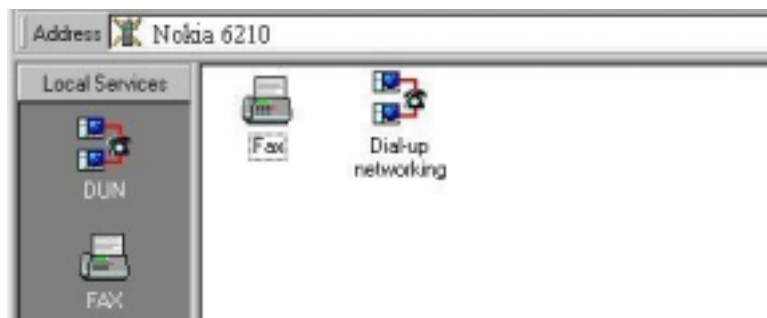 Address Nokia 6210
Local Services
DUN
FAX
Fax
Dial-up
networking